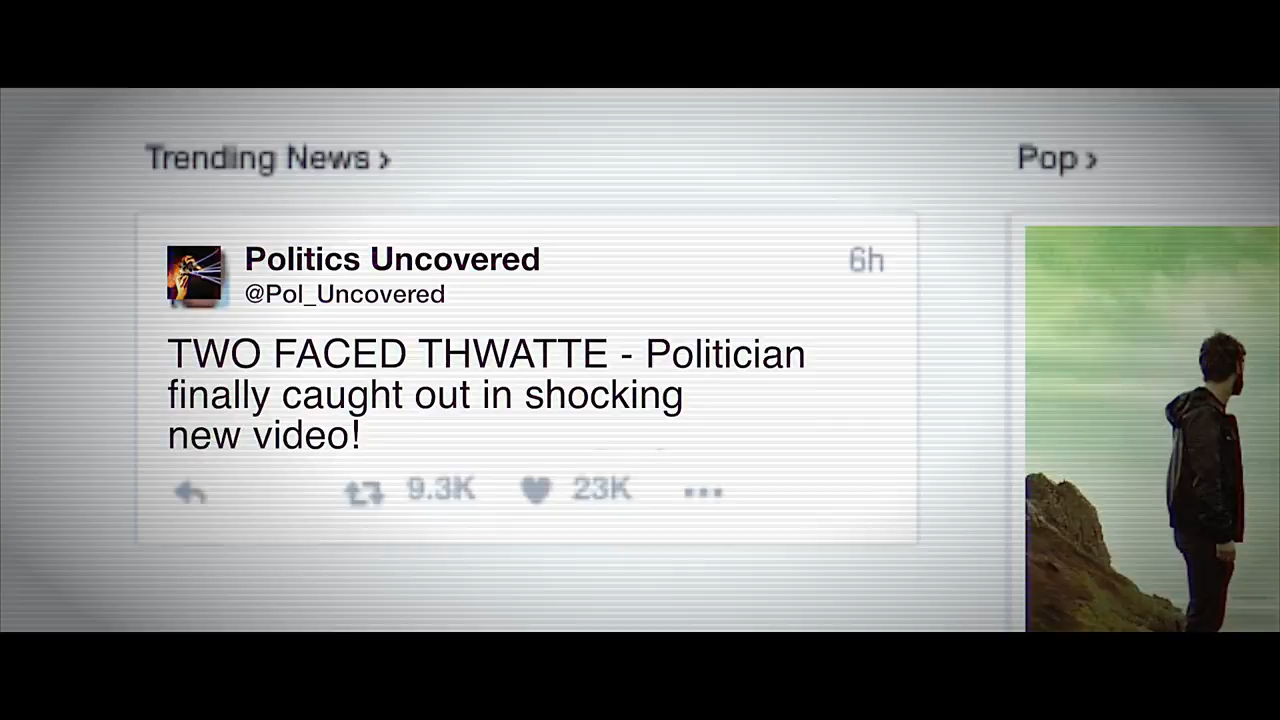 Trending News ›
Pop ›
Politics Uncovered
6h
@Pol_Uncovered
TWO FACED THWATTE - Politician
finally caught out in shocking
new video!
9.3K
23K